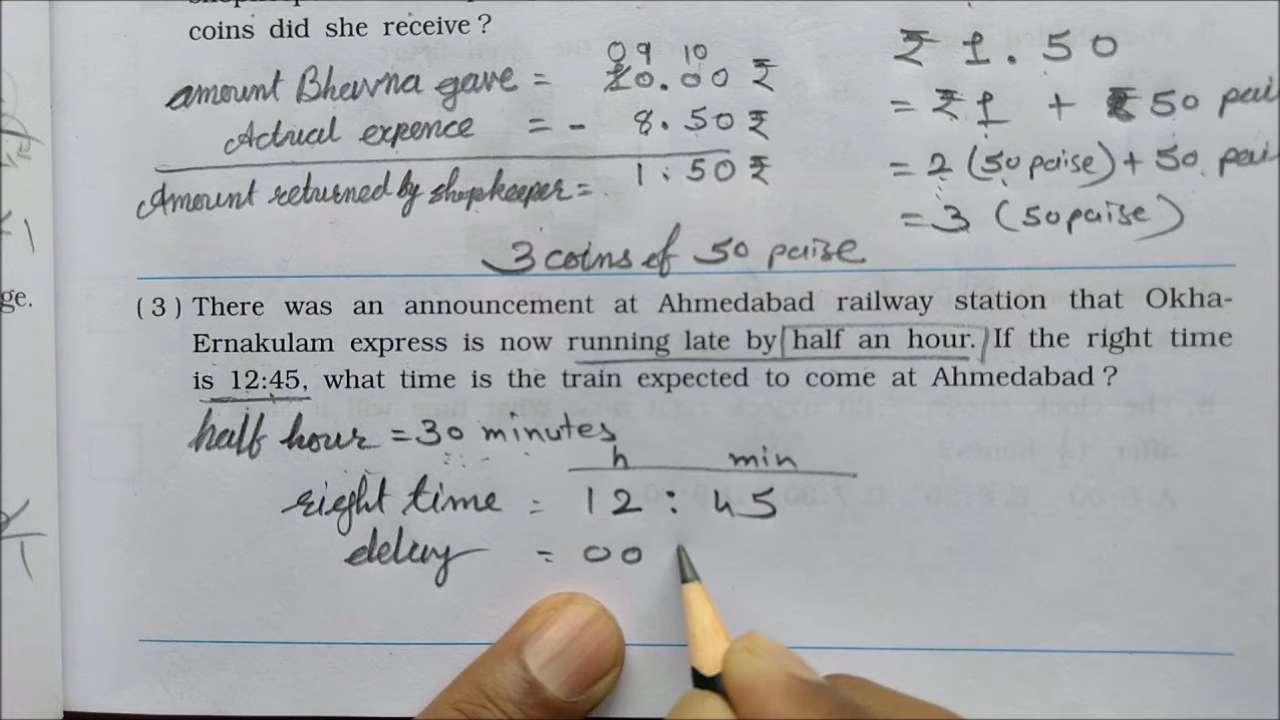 coins did she receive ?
0 9 10
amount Bhavna gave = 20.00 ₹
Actual expence = - 8.50 ₹
Amount returned by shopkeeper = 1.50 ₹
3 coins of 50 paise
₹ 1.50
= ₹ 1 + 50 pai
= 2 (50 paise) + 50 pai
= 3 (50 paise)
ge.
(3) There was an announcement at Ahmedabad railway station that Okha-
Ernakulam express is now running late by half an hour. If the right time
is 12:45, what time is the train expected to come at Ahmedabad ?
half hour = 30 minutes
h min
right time = 12 : 45
delay = 00